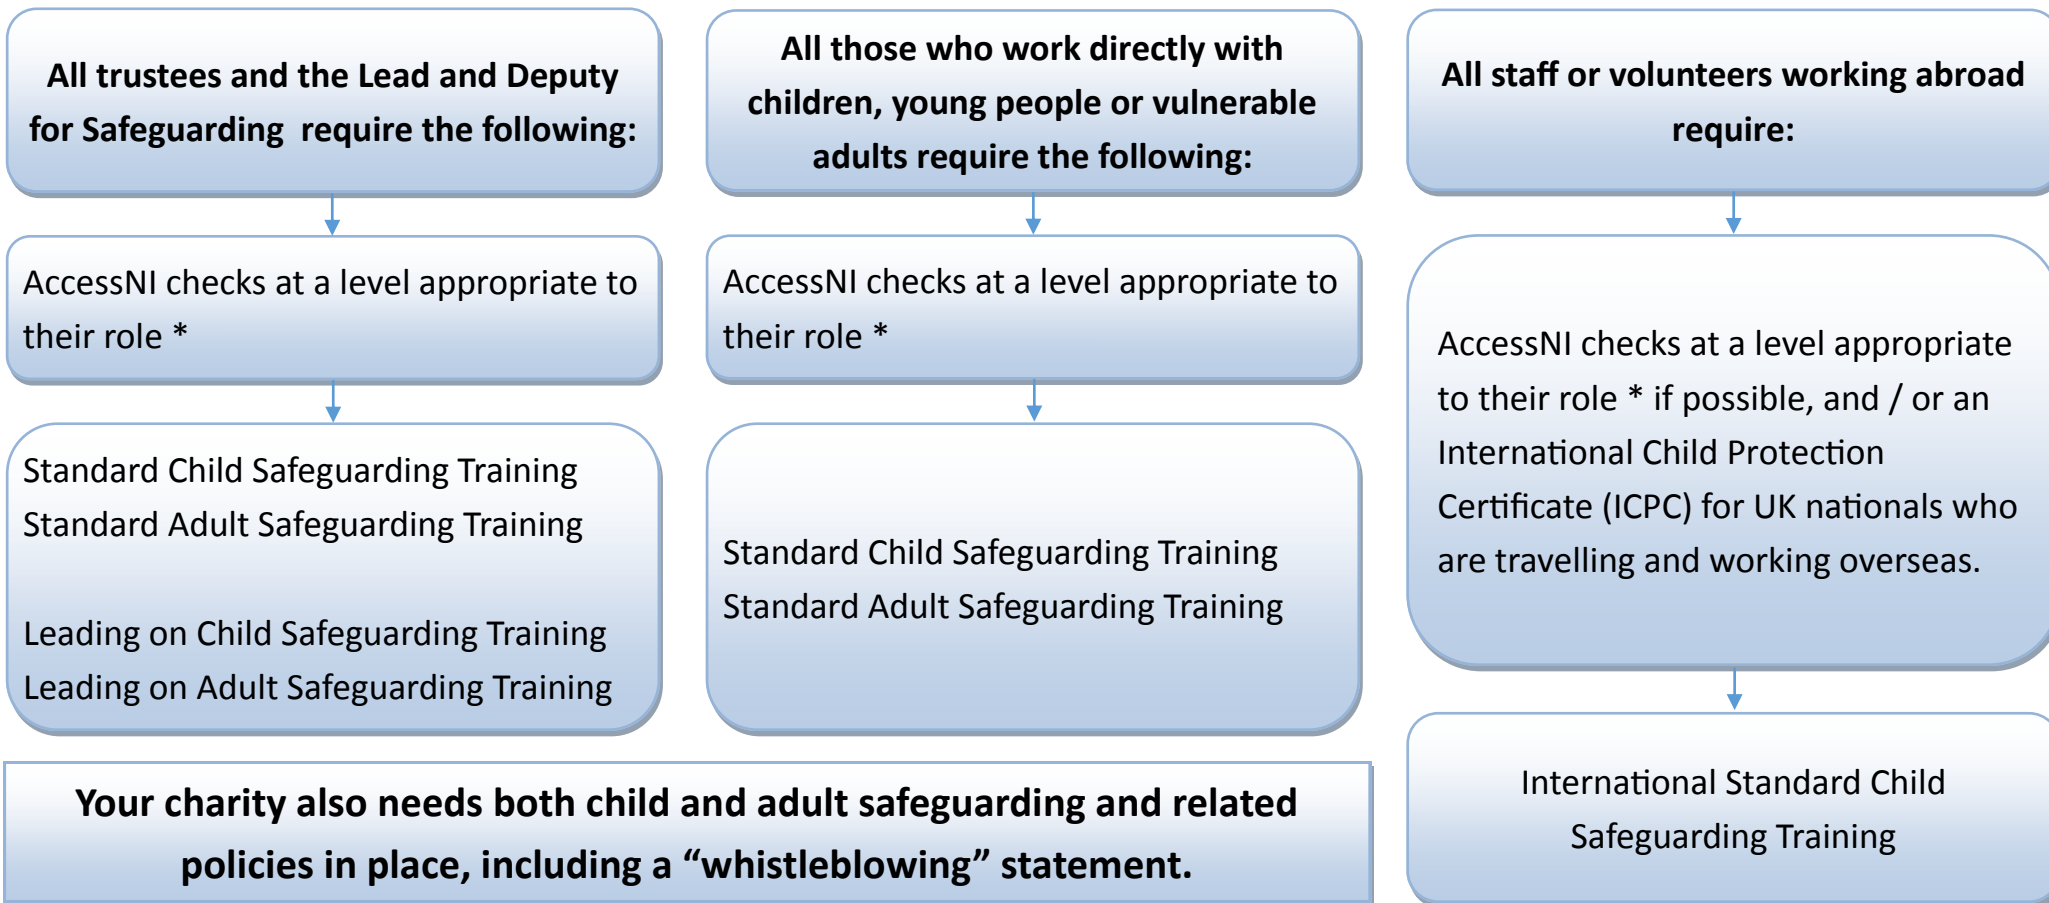 All trustees and the Lead and Deputy
for Safeguarding require the following:
AccessNI checks at a level appropriate to
their role *
Standard Child Safeguarding Training
Standard Adult Safeguarding Training
Leading on Child Safeguarding Training
Leading on Adult Safeguarding Training
All those who work directly with
children, young people or vulnerable
adults require the following:
AccessNI checks at a level appropriate to
their role *
Standard Child Safeguarding Training
Standard Adult Safeguarding Training
All staff or volunteers working abroad
require:
AccessNI checks at a level appropriate
to their role * if possible, and / or an
International Child Protection
Certificate (ICPC) for UK nationals who
are travelling and working overseas.
International Standard Child
Safeguarding Training
Your charity also needs both child and adult safeguarding and related
policies in place, including a “whistleblowing” statement.